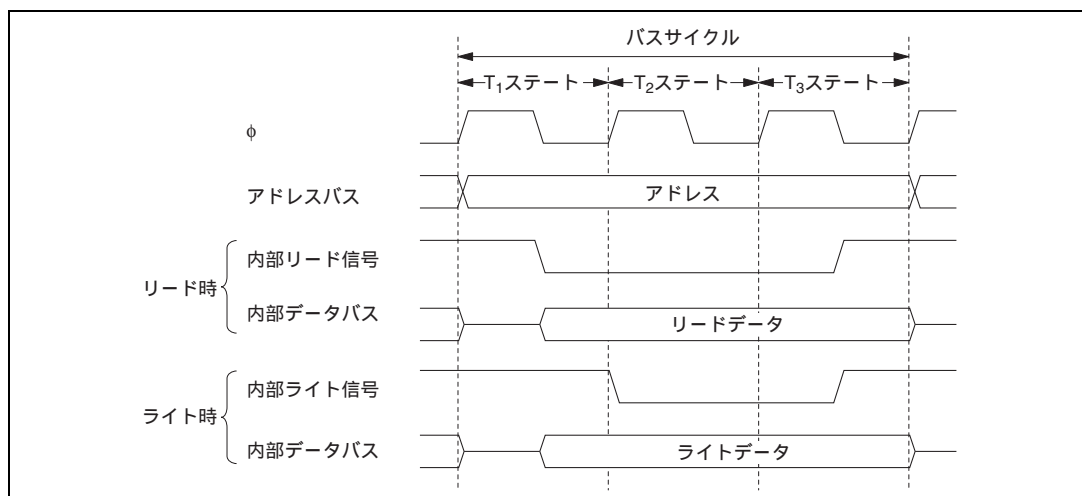 バスサイクル
T₁ステート T₂ステート T₃ステート
φ
アドレスバス アドレス
リード時
内部リード信号
内部データバス リードデータ
ライト時
内部ライト信号
内部データバス ライトデータ